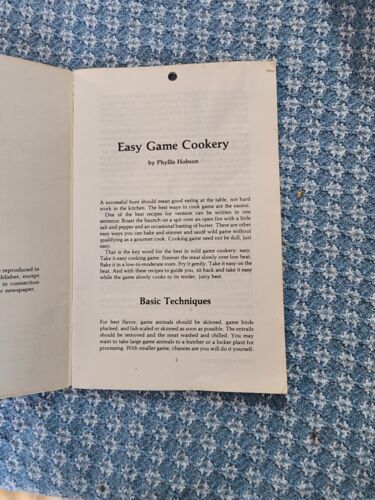 Easy Game Cookery
by Phyllis Hobson
A successful hunt should mean good eating at the table, not hard
work in the kitchen. The best ways to cook game are the easiest.
One of the best recipes for venison can be written in one
sentence: Roast the haunch on a spit over an open fire with a little
salt and pepper and an occasional basting of butter. There are other
easy ways you can bake and simmer and sauté wild game without
qualifying as a gourmet cook. Cooking game need not be dull, just
easy.
That is the key word for the best in wild game cookery: easy.
Take it easy cooking game. Simmer the meat slowly over low heat.
Bake it in a low-to-moderate oven. Fry it gently. Take it easy on the
heat. And with these recipes to guide you, sit back and take it easy
while the game slowly cooks to its tender, juicy best.
Basic Techniques
For best flavor, game animals should be skinned, game birds
plucked, and fish scaled or skinned as soon as possible. The entrails
should be removed and the meat washed and chilled. You may
want to take large game animals to a butcher or a locker plant for
processing. With smaller game, chances are you will do it yourself.
reproduced in
blisher, except
in connection
r newspaper.